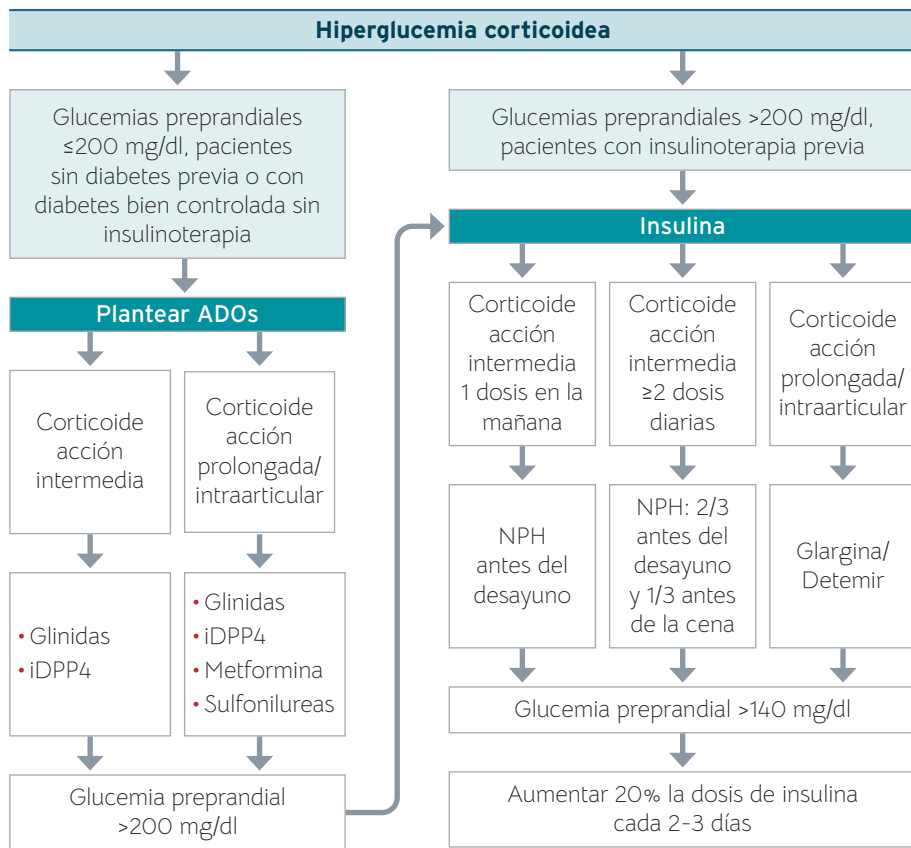 Hiperglucemia corticoidea
Glucemias preprandiales
≤200 mg/dl, pacientes
sin diabetes previa o con
diabetes bien controlada sin
insulinoterapia
Plantear ADOs
Corticoide
acción
intermedia
Corticoide
acción
prolongada/
intraarticular
• Glinidas
• iDPP4
• Glinidas
• iDPP4
• Metformina
• Sulfonilureas
Glucemia preprandial
>200 mg/dl
Glucemias preprandiales >200 mg/dl,
pacientes con insulinoterapia previa
Insulina
Corticoide
acción
intermedia
1 dosis en la
mañana
Corticoide
acción
intermedia
≥2 dosis
diarias
Corticoide
acción
prolongada/
intraarticular
NPH
antes del
desayuno
NPH: 2/3
antes del
desayuno
y 1/3 antes
de la cena
Glargina/
Detemir
Glucemia preprandial >140 mg/dl
Aumentar 20% la dosis de insulina
cada 2-3 días